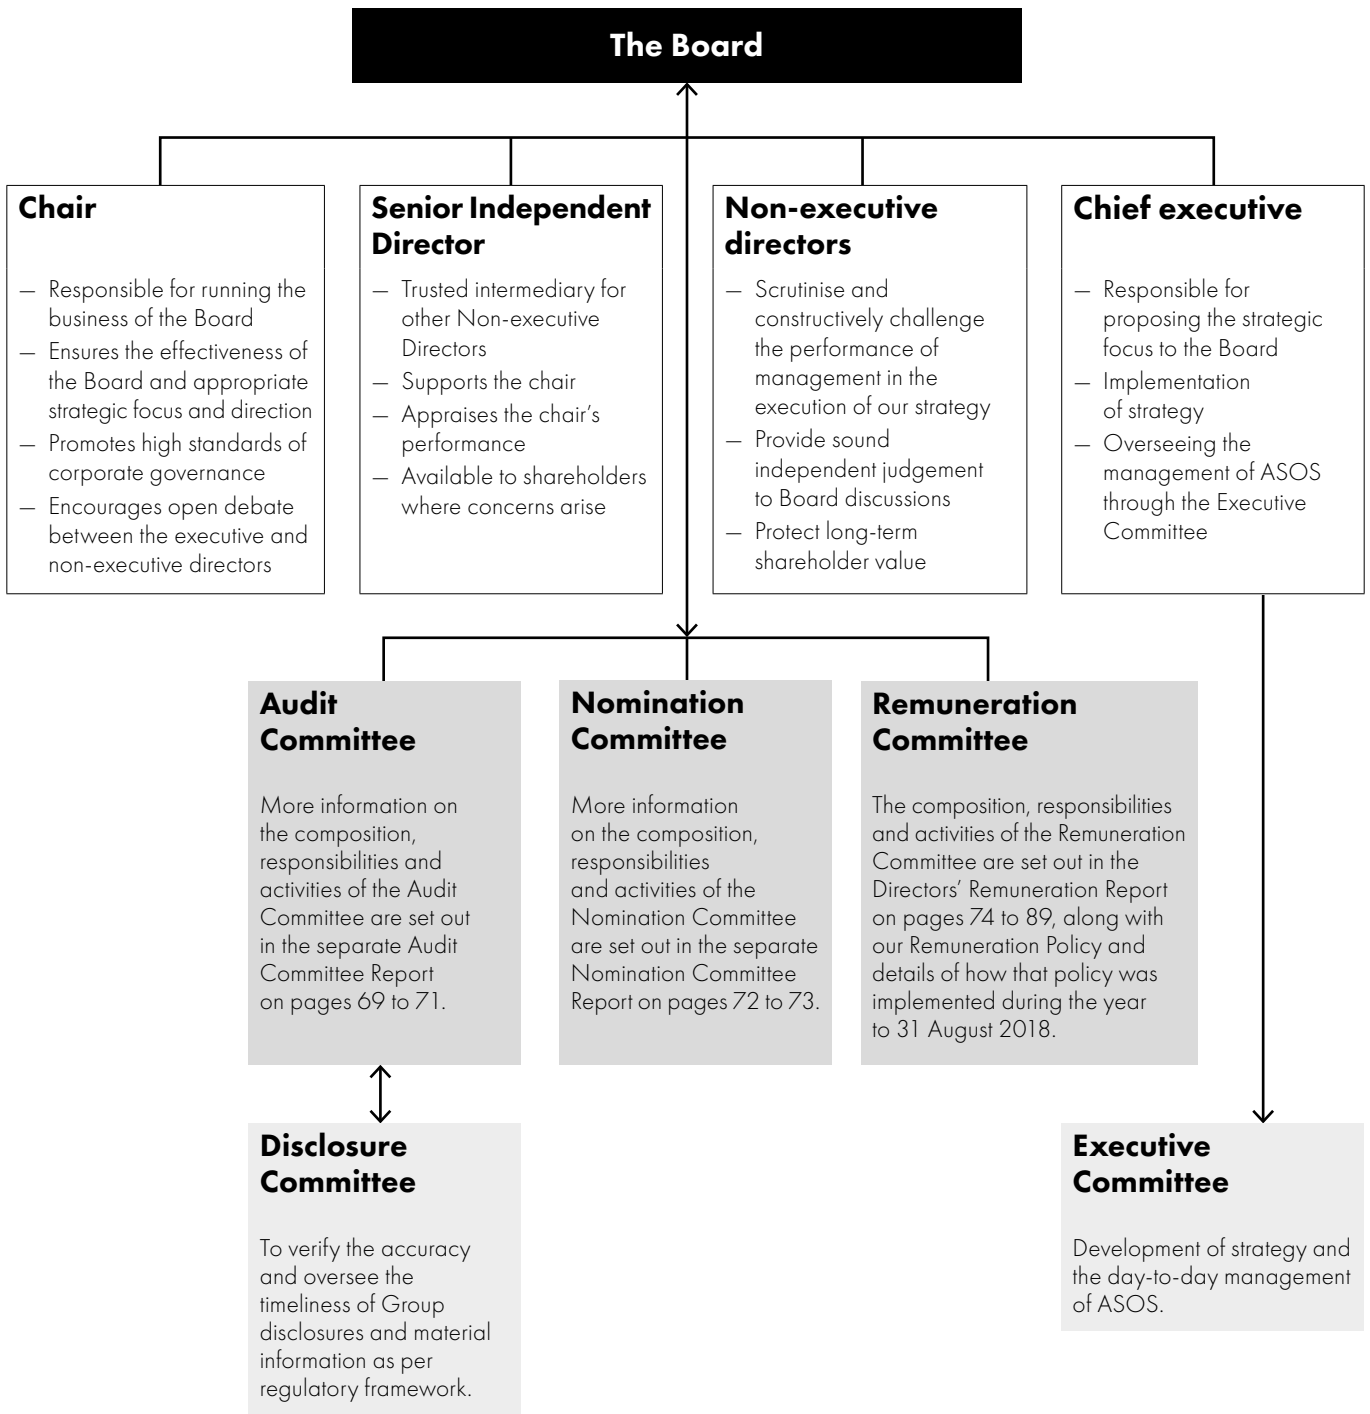 The Board
Chair
— Responsible for running the
business of the Board
— Ensures the effectiveness of
the Board and appropriate
strategic focus and direction
— Promotes high standards of
corporate governance
— Encourages open debate
between the executive and
non-executive directors
Senior Independent
Director
— Trusted intermediary for
other Non-executive
Directors
— Supports the chair
— Appraises the chair’s
performance
— Available to shareholders
where concerns arise
Non-executive
directors
— Scrutinise and
constructively challenge
the performance of
management in the
execution of our strategy
— Provide sound
independent judgement
to Board discussions
— Protect long-term
shareholder value
Chief executive
— Responsible for
proposing the strategic
focus to the Board
— Implementation
of strategy
— Overseeing the
management of ASOS
through the Executive
Committee
Audit
Committee
More information on
the composition,
responsibilities and
activities of the Audit
Committee are set out
in the separate Audit
Committee Report
on pages 69 to 71.
Nomination
Committee
More information
on the composition,
responsibilities
and activities of the
Nomination Committee
are set out in the separate
Nomination Committee
Report on pages 72 to 73.
Remuneration
Committee
The composition, responsibilities
and activities of the Remuneration
Committee are set out in the
Directors’ Remuneration Report
on pages 74 to 89, along with
our Remuneration Policy and
details of how that policy was
implemented during the year
to 31 August 2018.
Disclosure
Committee
To verify the accuracy
and oversee the
timeliness of Group
disclosures and material
information as per
regulatory framework.
Executive
Committee
Development of strategy and
the day-to-day management
of ASOS.